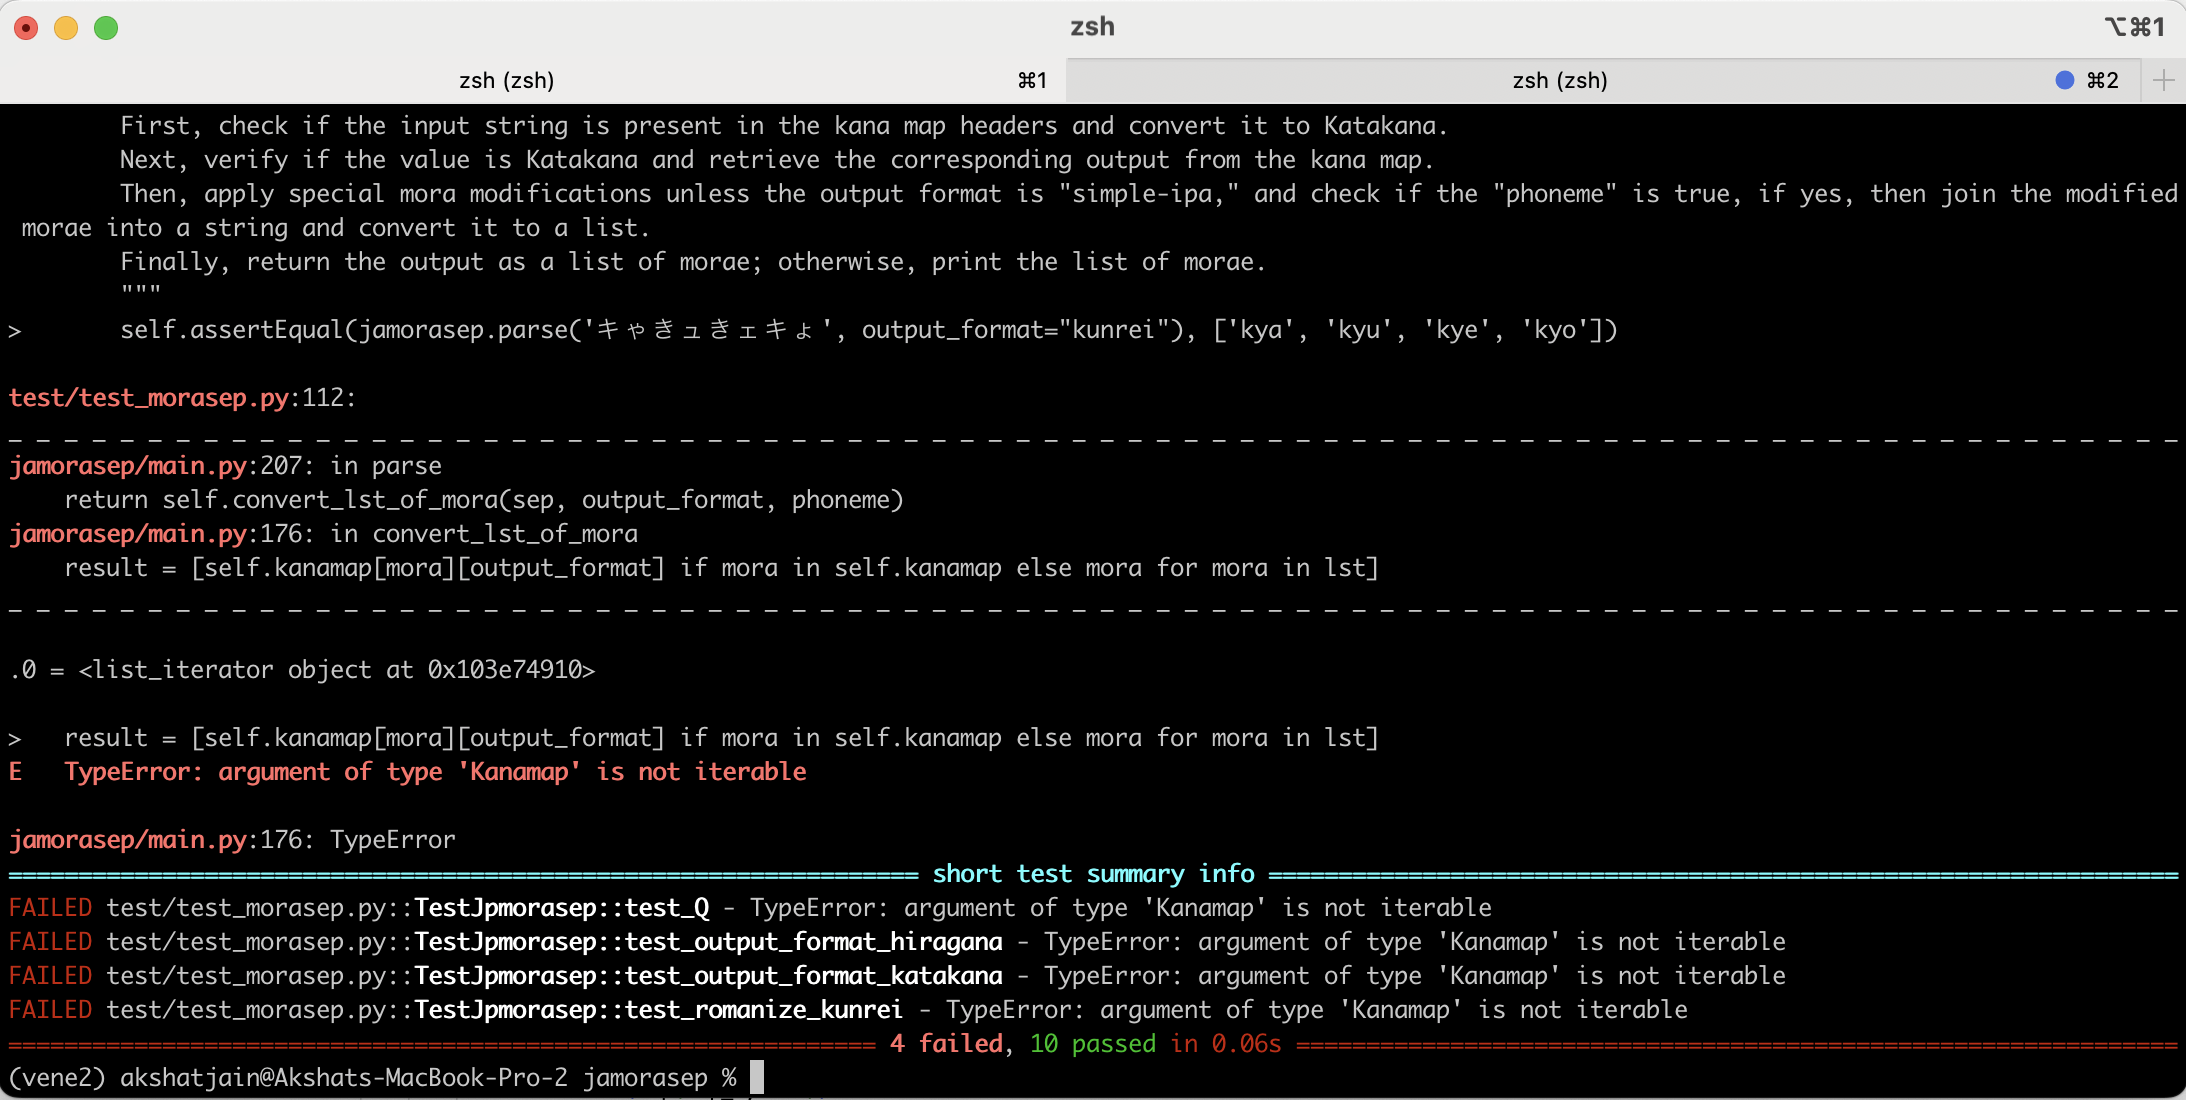 zsh
⌥⌘1
zsh (zsh) ⌘1 zsh (zsh) ⌘2
First, check if the input string is present in the kana map headers and convert it to Katakana.
Next, verify if the value is Katakana and retrieve the corresponding output from the kana map.
Then, apply special mora modifications unless the output format is "simple-ipa," and check if the "phoneme" is true, if yes, then join the modified
morae into a string and convert it to a list.
Finally, return the output as a list of morae; otherwise, print the list of morae.
"""
> self.assertEqual(jamorasep.parse('キゃきュきェキょ', output_format="kunrei"), ['kya', 'kyu', 'kye', 'kyo'])
test/test_morasep.py:112:
_ _ _ _ _ _ _ _ _ _ _ _ _ _ _ _ _ _ _ _ _ _ _ _ _ _ _ _ _ _ _ _ _ _ _ _ _ _ _ _ _ _ _ _ _ _ _ _ _ _ _ _ _ _ _ _ _ _ _ _ _ _ _ _ _ _ _ _ _ _ _ _ _ _ _ _ _ _
jamorasep/main.py:207: in parse
return self.convert_lst_of_mora(sep, output_format, phoneme)
jamorasep/main.py:176: in convert_lst_of_mora
result = [self.kanamap[mora][output_format] if mora in self.kanamap else mora for mora in lst]
_ _ _ _ _ _ _ _ _ _ _ _ _ _ _ _ _ _ _ _ _ _ _ _ _ _ _ _ _ _ _ _ _ _ _ _ _ _ _ _ _ _ _ _ _ _ _ _ _ _ _ _ _ _ _ _ _ _ _ _ _ _ _ _ _ _ _ _ _ _ _ _ _ _ _ _ _ _
.0 = <list_iterator object at 0x103e74910>
> result = [self.kanamap[mora][output_format] if mora in self.kanamap else mora for mora in lst]
E TypeError: argument of type 'Kanamap' is not iterable
jamorasep/main.py:176: TypeError
================================================================= short test summary info =================================================================
FAILED test/test_morasep.py::TestJpmorasep::test_Q - TypeError: argument of type 'Kanamap' is not iterable
FAILED test/test_morasep.py::TestJpmorasep::test_output_format_hiragana - TypeError: argument of type 'Kanamap' is not iterable
FAILED test/test_morasep.py::TestJpmorasep::test_output_format_katakana - TypeError: argument of type 'Kanamap' is not iterable
FAILED test/test_morasep.py::TestJpmorasep::test_romanize_kunrei - TypeError: argument of type 'Kanamap' is not iterable
============================================================== 4 failed, 10 passed in 0.06s ===============================================================
(vene2) akshatjain@Akshats-MacBook-Pro-2 jamorasep %